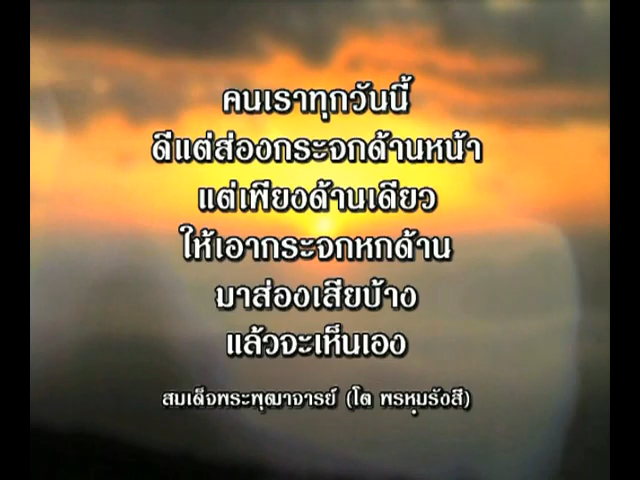 คนเราทุกวันนี้
ดีแต่ส่องกระจกด้านหน้า
แต่เพียงด้านเดียว
ให้เอากระจกหกด้าน
มาส่องเสียบ้าง
แล้วจะเห็นเอง
สมเด็จพระพุฒาจารย์ (โต พรหฺมรังสี)